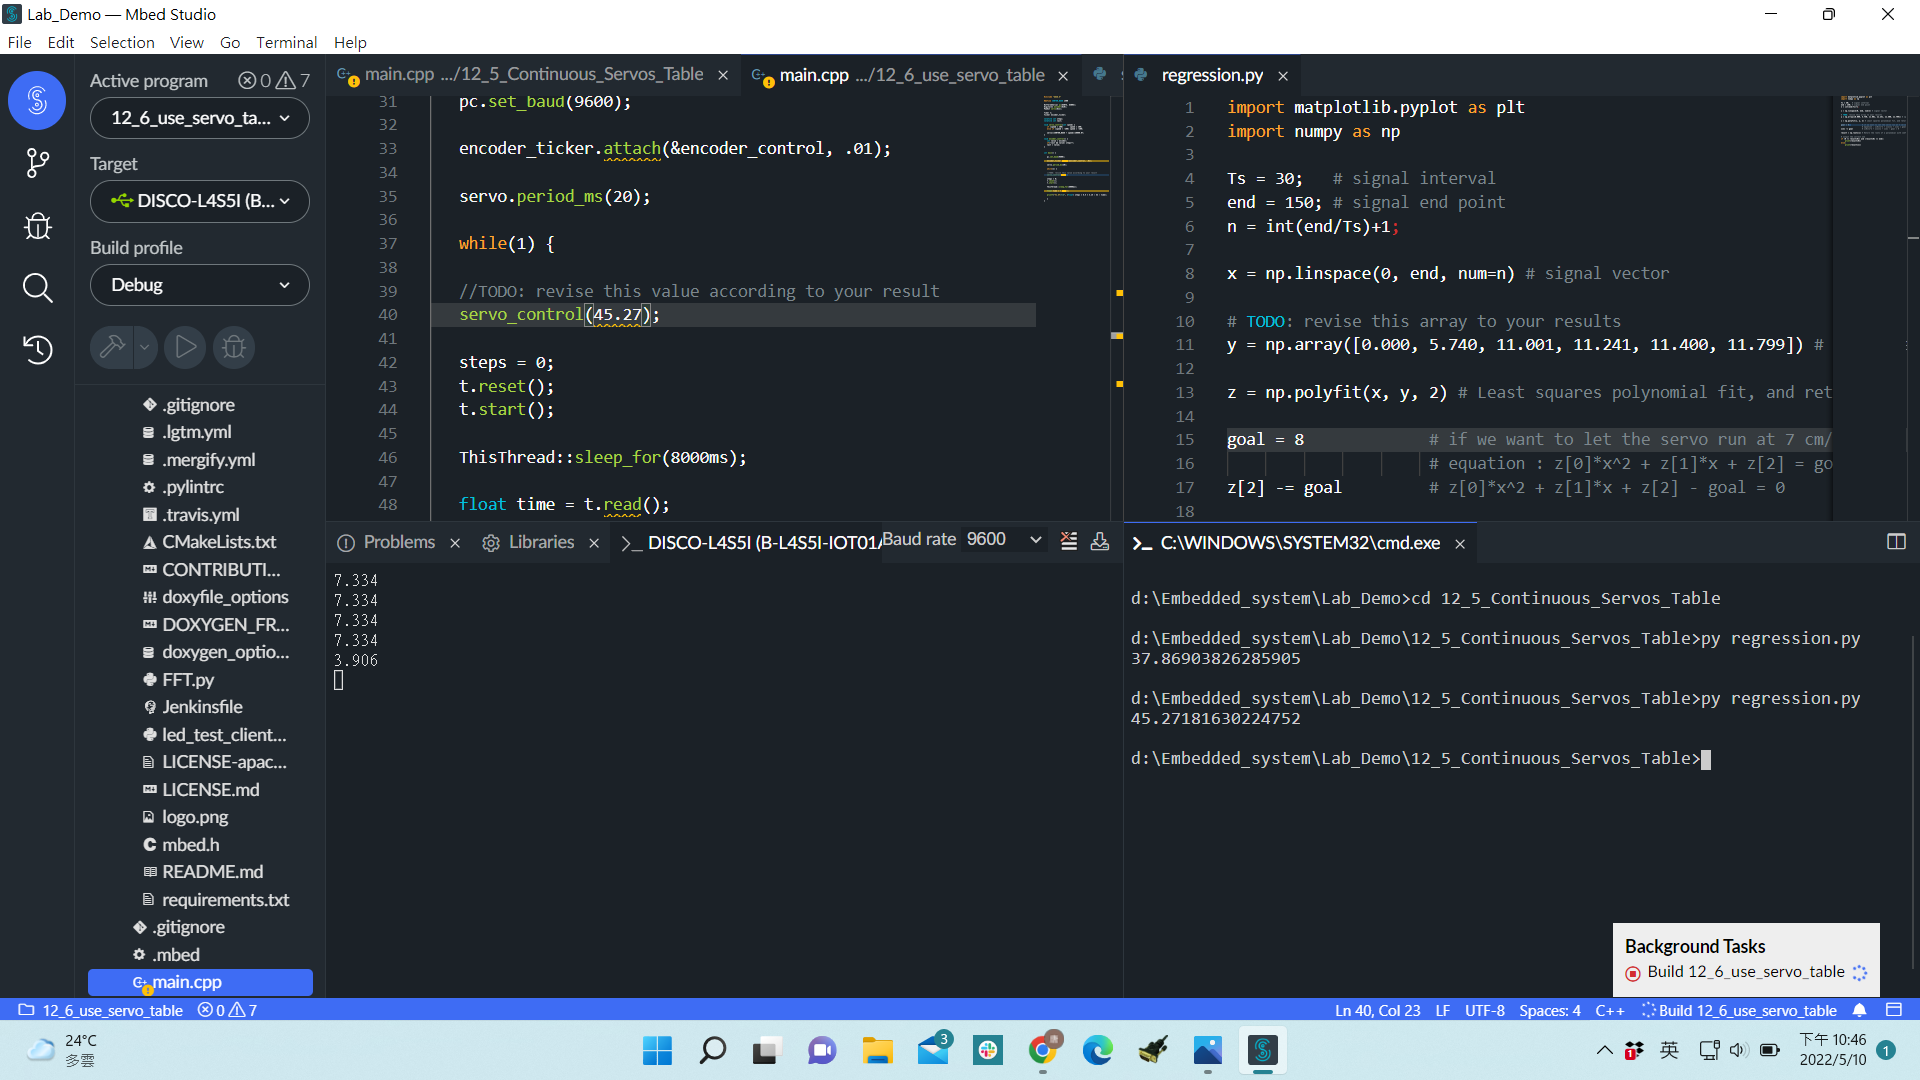 Lab_Demo — Mbed Studio
File Edit Selection View Go Terminal Help
Active program 0 7
12_6_use_servo_ta...
Target
DISCO-L4S5I (B...
Build profile
Debug
.gitignore
.lgtm.yml
.mergify.yml
.pylintrc
.travis.yml
CMakeLists.txt
CONTRIBUTI...
doxyfile_options
DOXYGEN_FR...
doxygen_optio...
FFT.py
Jenkinsfile
led_test_client...
LICENSE-apac...
LICENSE.md
logo.png
mbed.h
README.md
requirements.txt
.gitignore
.mbed
main.cpp
main.cpp .../12_5_Continuous_Servos_Table
main.cpp .../12_6_use_servo_table
31 pc.set_baud(9600);
32
33 encoder_ticker.attach(&encoder_control, .01);
34
35 servo.period_ms(20);
36
37 while(1) {
38
39 //TODO: revise this value according to your result
40 servo_control(45.27);
41
42 steps = 0;
43 t.reset();
44 t.start();
45
46 ThisThread::sleep_for(8000ms);
47
48 float time = t.read();
regression.py
1 import matplotlib.pyplot as plt
2 import numpy as np
3
4 Ts = 30; # signal interval
5 end = 150; # signal end point
6 n = int(end/Ts)+1;
7
8 x = np.linspace(0, end, num=n) # signal vector
9
10 # TODO: revise this array to your results
11 y = np.array([0.000, 5.740, 11.001, 11.241, 11.400, 11.799]) #
12
13 z = np.polyfit(x, y, 2) # Least squares polynomial fit, and ret
14
15 goal = 8 # if we want to let the servo run at 7 cm/
16 # equation : z[0]*x^2 + z[1]*x + z[2] = go
17 z[2] -= goal # z[0]*x^2 + z[1]*x + z[2] - goal = 0
18
Problems
Libraries
DISCO-L4S5I (B-L4S5I-IOT01A
Baud rate 9600
7.334
7.334
7.334
7.334
3.906
C:\WINDOWS\SYSTEM32\cmd.exe
d:\Embedded_system\Lab_Demo>cd 12_5_Continuous_Servos_Table
d:\Embedded_system\Lab_Demo\12_5_Continuous_Servos_Table>py regression.py
37.86903826285905
d:\Embedded_system\Lab_Demo\12_5_Continuous_Servos_Table>py regression.py
45.27181630224752
d:\Embedded_system\Lab_Demo\12_5_Continuous_Servos_Table>
Background Tasks
Build 12_6_use_servo_table
12_6_use_servo_table 0 7
Ln 40, Col 23 LF UTF-8 Spaces: 4 C++ Build 12_6_use_servo_table
24°C
多雲
3
1
英
下午 10:46
2022/5/10
1